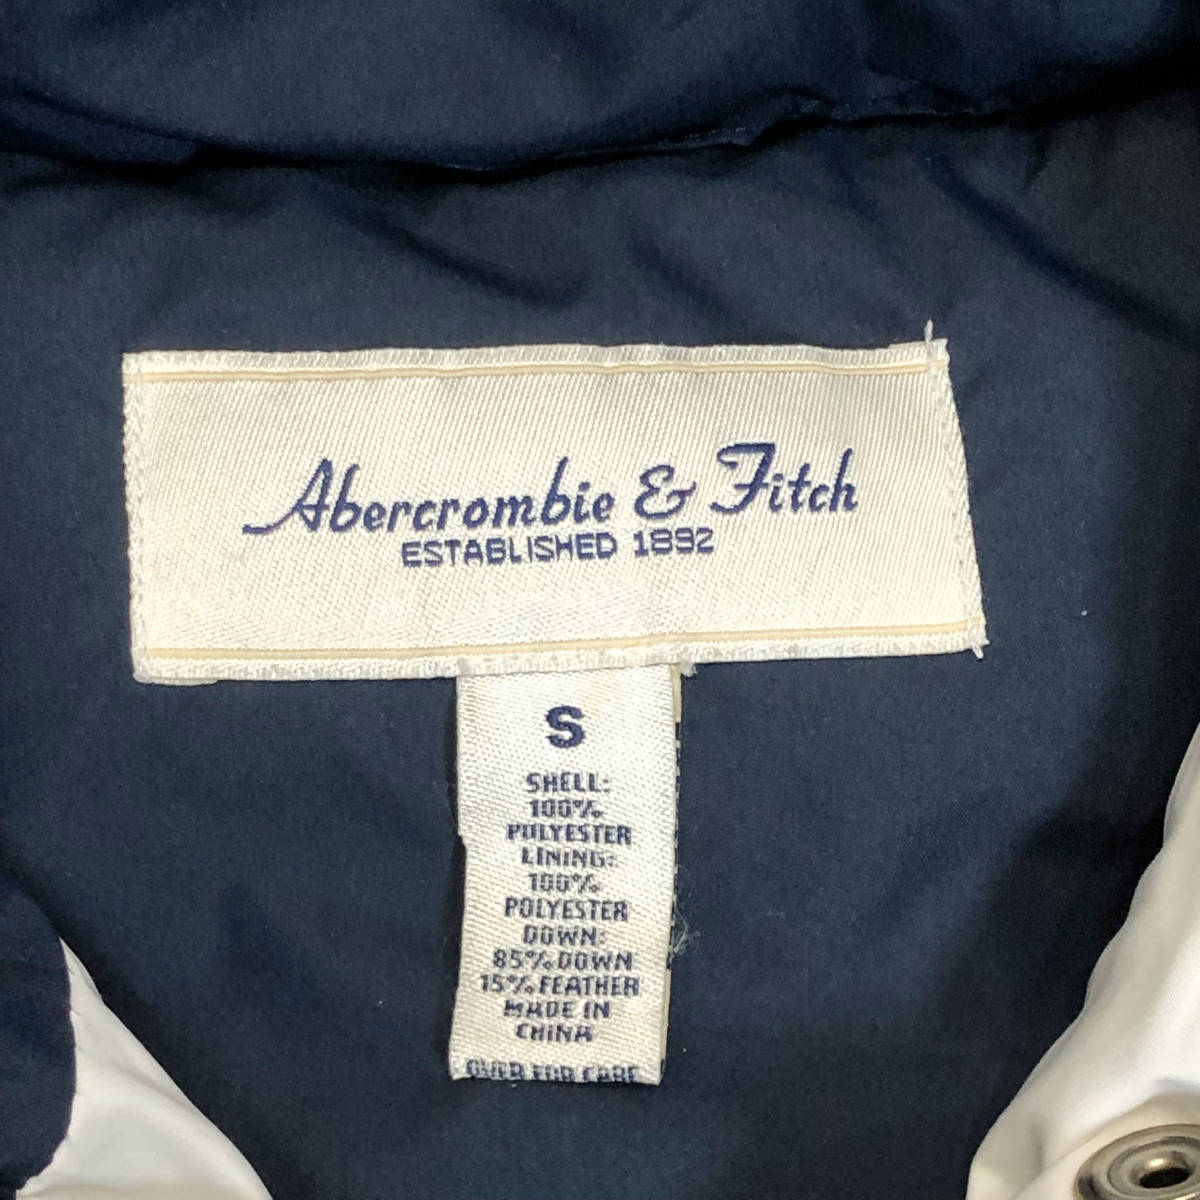 Abercrombie & Fitch
ESTABLISHED 1892
S
SHELL:
100%
POLYESTER
LINING:
100%
POLYESTER
DOWN:
85% DOWN
15% FEATHER
MADE IN
CHINA
OVER FOR CARE